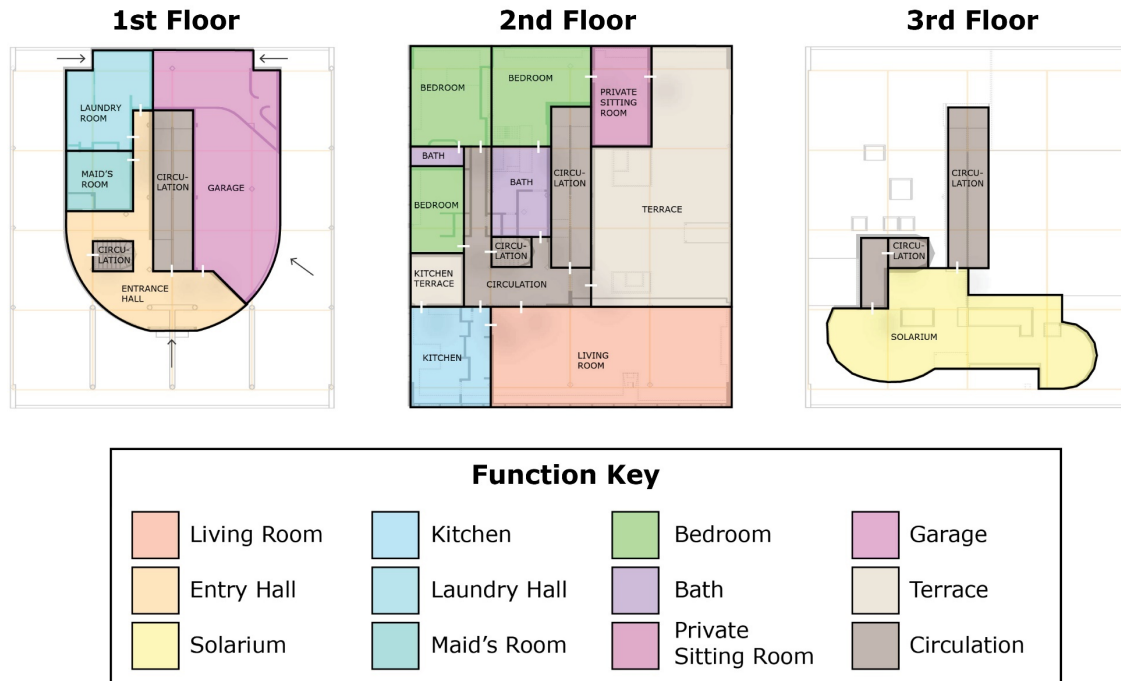 1st Floor
2nd Floor
3rd Floor
LAUNDRY
ROOM
MAID'S
ROOM
CIRCU-
LATION
GARAGE
CIRCU-
LATION
ENTRANCE
HALL
BEDROOM
BEDROOM
PRIVATE
SITTING
ROOM
BATH
BATH
CIRCU-
LATION
BEDROOM
TERRACE
CIRCU-
LATION
KITCHEN
TERRACE
CIRCULATION
KITCHEN
LIVING
ROOM
CIRCU-
LATION
CIRCU-
LATION
SOLARIUM
Function Key
Living Room
Kitchen
Bedroom
Garage
Entry Hall
Laundry Hall
Bath
Terrace
Solarium
Maid's Room
Private
Sitting Room
Circulation